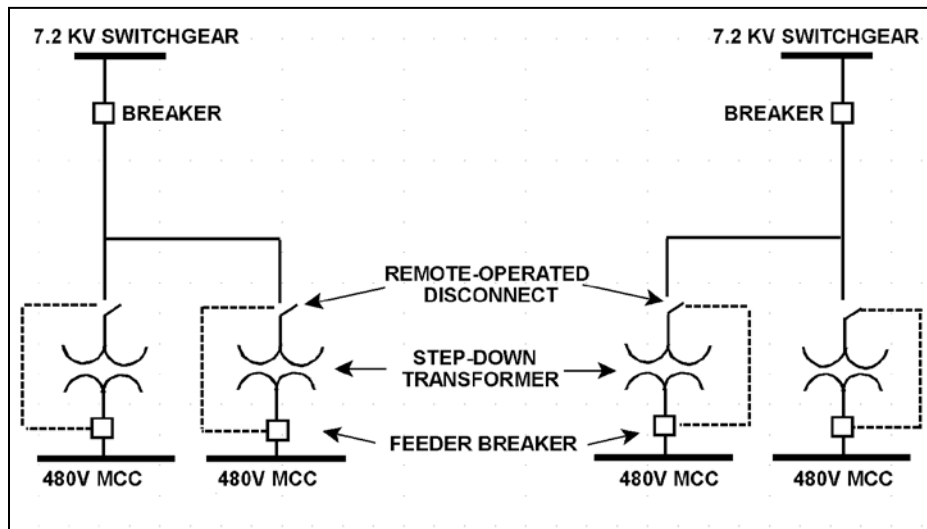 7.2 KV SWITCHGEAR
7.2 KV SWITCHGEAR
BREAKER
BREAKER
REMOTE-OPERATED
DISCONNECT
STEP-DOWN
TRANSFORMER
FEEDER BREAKER
480V MCC
480V MCC
480V MCC
480V MCC